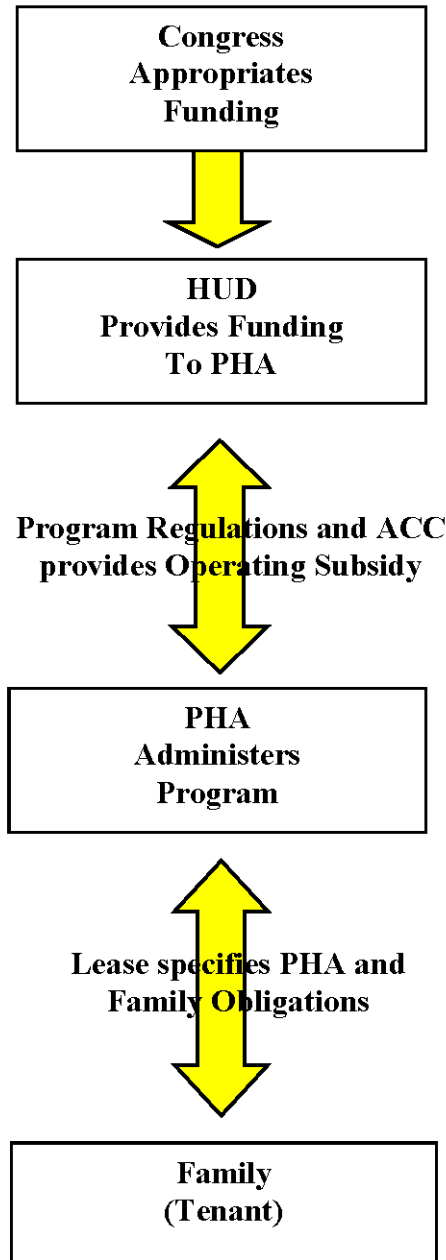 Congress
Appropriates
Funding
HUD
Provides Funding
To PHA
Program Regulations and ACC
provides Operating Subsidy
PHA
Administers
Program
Lease specifies PHA and
Family Obligations
Family
(Tenant)